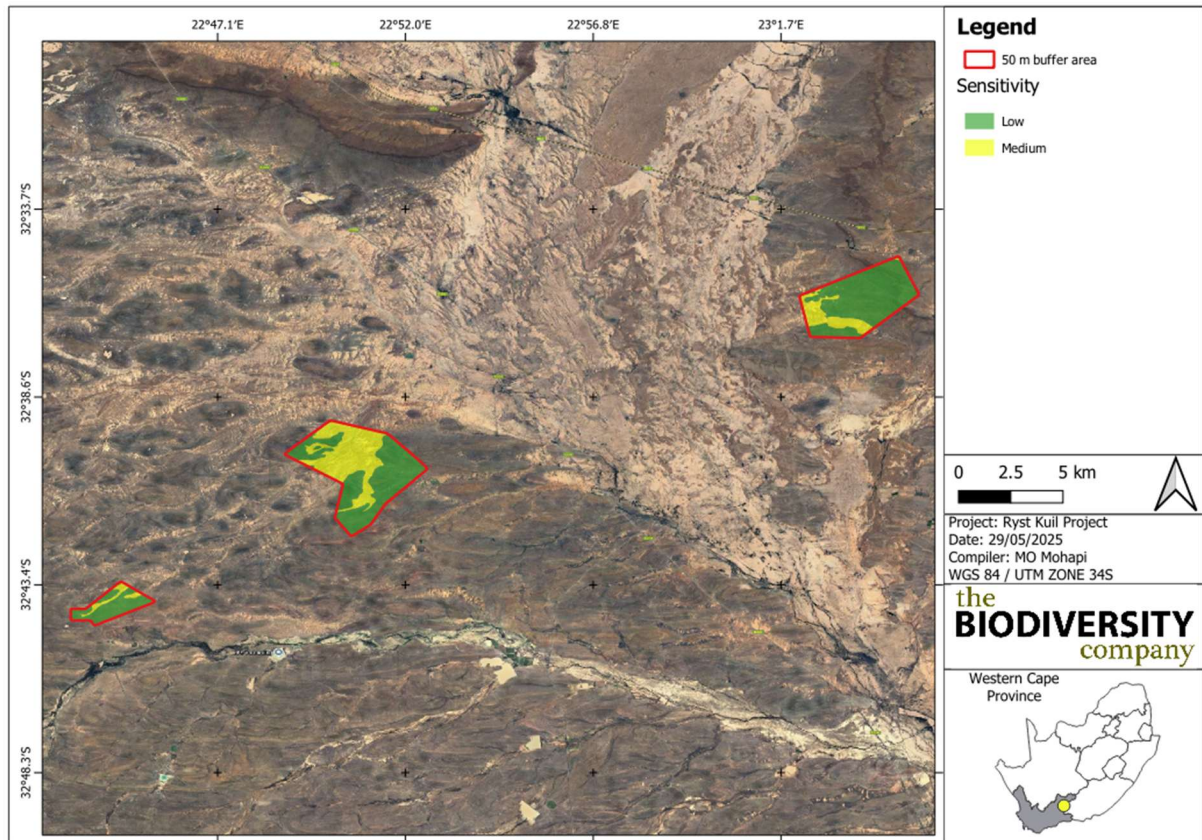 22°47.1'E
22°52.0'E
22°56.8'E
23°1.7'E
32°33.7'S
32°38.6'S
32°43.4'S
32°48.3'S
Legend
50 m buffer area
Sensitivity
Low
Medium
0 2.5 5 km
Project: Ryst Kuil Project
Date: 29/05/2025
Compiler: MO Mohapi
WGS 84 / UTM ZONE 34S
the
BIODIVERSITY
company
Western Cape
Province